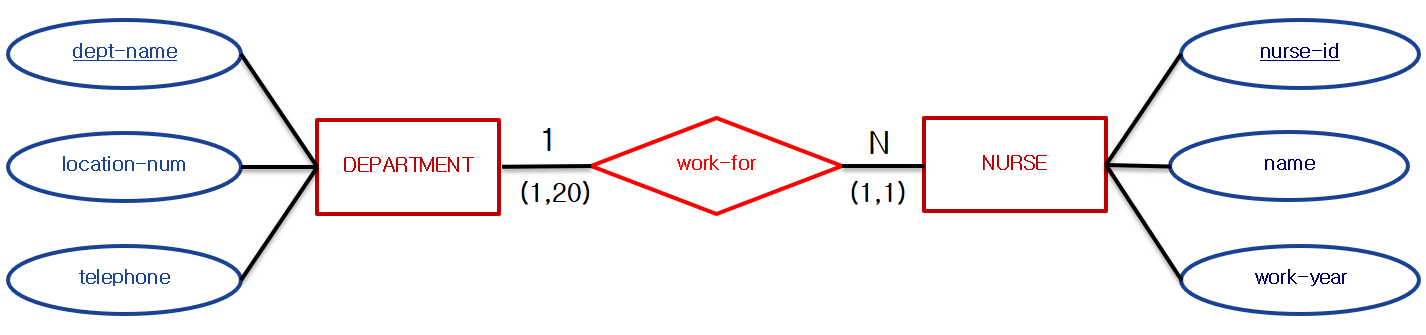 dept-name
location-num
telephone
DEPARTMENT
1
(1,20)
work-for
N
(1,1)
NURSE
nurse-id
name
work-year